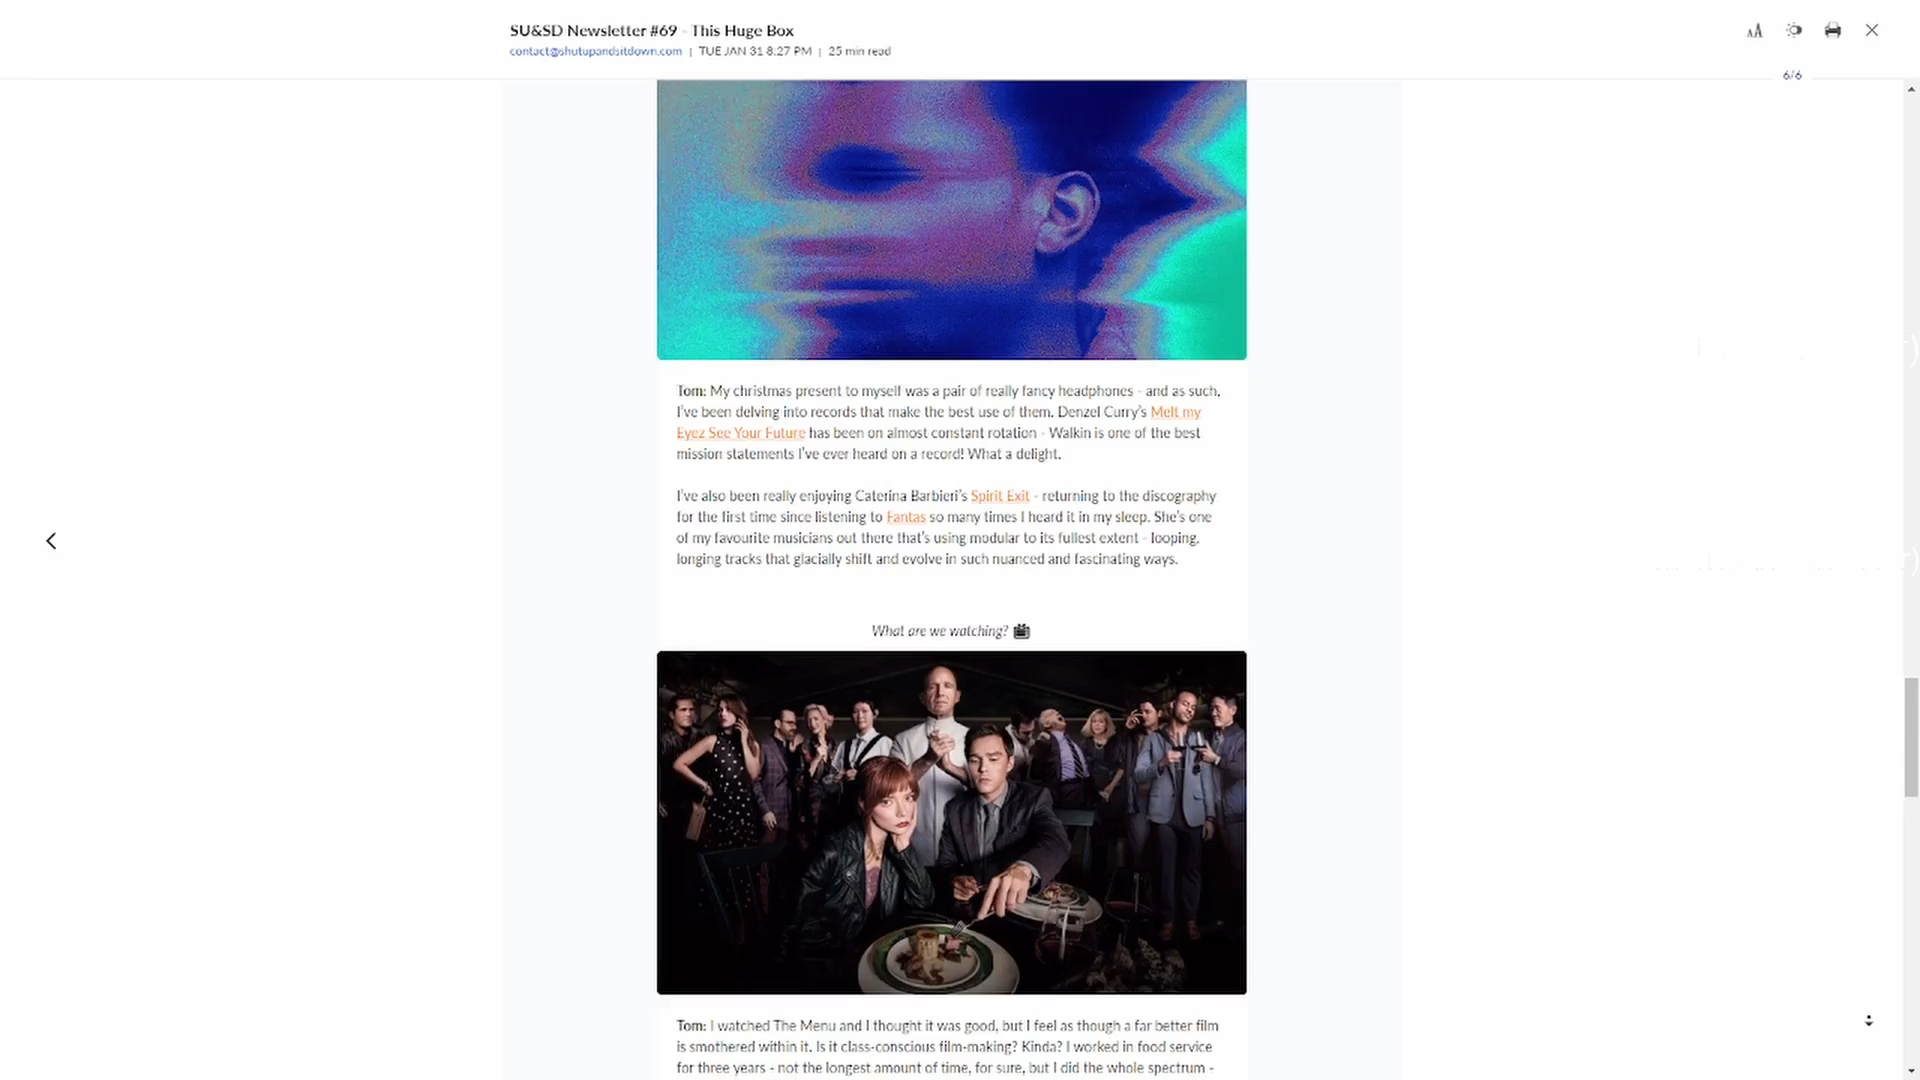 SU&SD Newsletter #69 - This Huge Box
contact@shutupandsitdown.com | TUE JAN 31 8:27 PM | 25 min read
6/6
Tom: My christmas present to myself was a pair of really fancy headphones - and as such,
I've been delving into records that make the best use of them. Denzel Curry's Melt my
Eyez See Your Future has been on almost constant rotation - Walkin is one of the best
mission statements I've ever heard on a record! What a delight.
I've also been really enjoying Caterina Barbieri's Spirit Exit - returning to the discography
for the first time since listening to Fantas so many times I heard it in my sleep. She's one
of my favourite musicians out there that's using modular to its fullest extent - looping,
longing tracks that glacially shift and evolve in such nuanced and fascinating ways.
What are we watching?
Tom: I watched The Menu and I thought it was good, but I feel as though a far better film
is smothered within it. Is it class-conscious film-making? Kinda? I worked in food service
for three years - not the longest amount of time, for sure, but I did the whole spectrum -